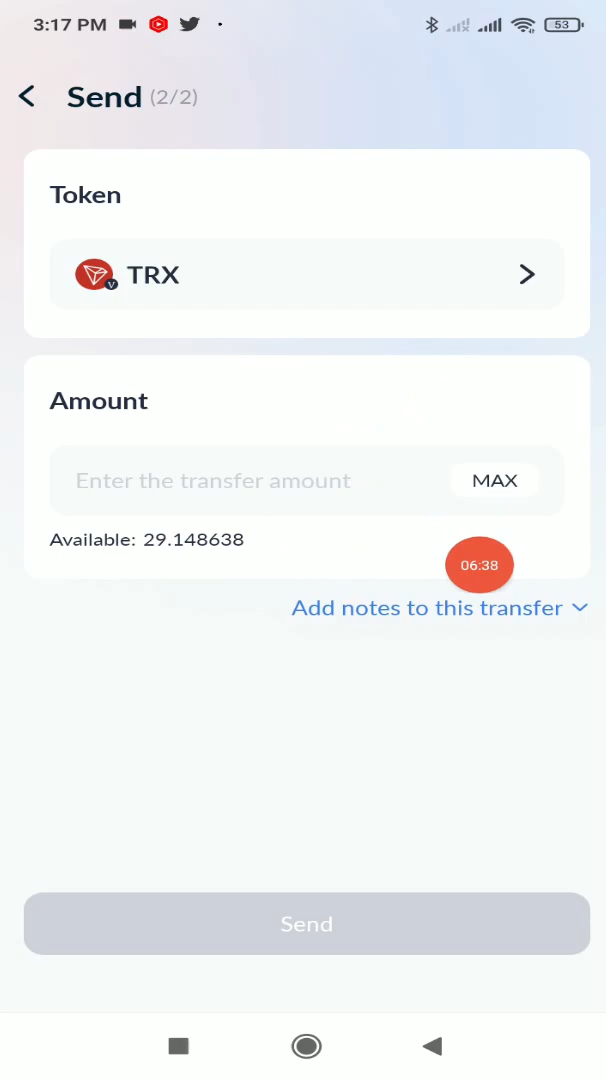 3:17 PM
53
Send (2/2)
Token
TRX
Amount
Enter the transfer amount
MAX
Available: 29.148638
06:38
Add notes to this transfer
Send